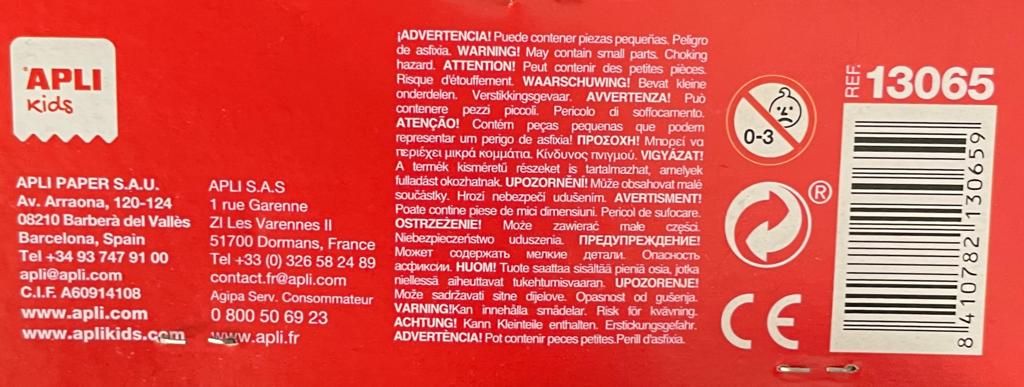 APLI
kids
APLI PAPER S.A.U.
Av. Arraona, 120-124
08210 Barberà del Vallès
Barcelona, Spain
Tel +34 93 747 91 00
apli@apli.com
C.I.F. A60914108
www.apli.com
www.aplikids.com
APLI S.A.S
1 rue Garenne
ZI Les Varennes II
51700 Dormans, France
Tel +33 (0) 326 58 24 89
contact.fr@apli.com
Agipa Serv. Consommateur
0 800 50 69 23
www.apli.fr
¡ADVERTENCIA! Puede contener piezas pequeñas. Peligro
de asfixia. WARNING! May contain small parts. Choking
hazard. ATTENTION! Peut contenir des petites pièces.
Risque d'étouffement. WAARSCHUWING! Bevat kleine
onderdelen. Verstikkingsgevaar. AVVERTENZA! Può
contenere pezzi piccoli. Pericolo di soffocamento.
ATENÇÃO! Contém peças pequenas que podem
representar um perigo de asfixia! ΠΡΟΣΟΧΗ! Μπορεί να
περιέχει μικρά κομμάτια. Κίνδυνος πνιγμού. VIGYÁZAT!
A termék kisméretű részeket is tartalmazhat, amelyek
fulladást okozhatnak. UPOZORNĚNÍ! Může obsahovat malé
součástky. Hrozí nebezpečí udušením. AVERTISMENT!
Poate contine piese de mici dimensiuni. Pericol de sufocare.
OSTRZEŻENIE! Może zawierać małe części.
Niebezpieczeństwo uduszenia. ПРЕДУПРЕЖДЕНИЕ!
Может содержать мелкие детали. Опасность
асфиксии. HUOM! Tuote saattaa sisältää pieniä osia, jotka
niellessä aiheuttavat tukehtumisvaaran. UPOZORENJE!
Može sadržavati sitne dijelove. Opasnost od gušenja.
VARNING!Kan innehålla smådelar. Risk för kvävning.
ACHTUNG! Kann Kleinteile enthalten. Erstickungsgefahr.
ADVERTÈNCIA! Pot contenir peces petites.Perill d'asfixia.
0-3
®
CE
REF. 13065
8 410782 130659